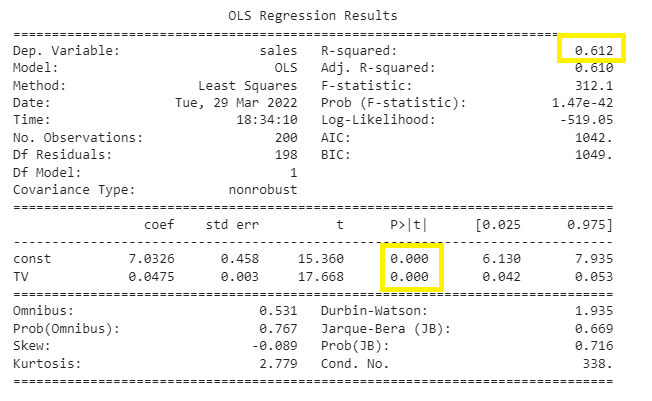 OLS Regression Results
==============================================================================
Dep. Variable: sales R-squared: 0.612
Model: OLS Adj. R-squared: 0.610
Method: Least Squares F-statistic: 312.1
Date: Tue, 29 Mar 2022 Prob (F-statistic): 1.47e-42
Time: 18:34:10 Log-Likelihood: -519.05
No. Observations: 200 AIC: 1042.
Df Residuals: 198 BIC: 1049.
Df Model: 1
Covariance Type: nonrobust
==============================================================================
coef std err t P>|t| [0.025 0.975]
------------------------------------------------------------------------------
const 7.0326 0.458 15.360 0.000 6.130 7.935
TV 0.0475 0.003 17.668 0.000 0.042 0.053
==============================================================================
Omnibus: 0.531 Durbin-Watson: 1.935
Prob(Omnibus): 0.767 Jarque-Bera (JB): 0.669
Skew: -0.089 Prob(JB): 0.716
Kurtosis: 2.779 Cond. No. 338.
==============================================================================